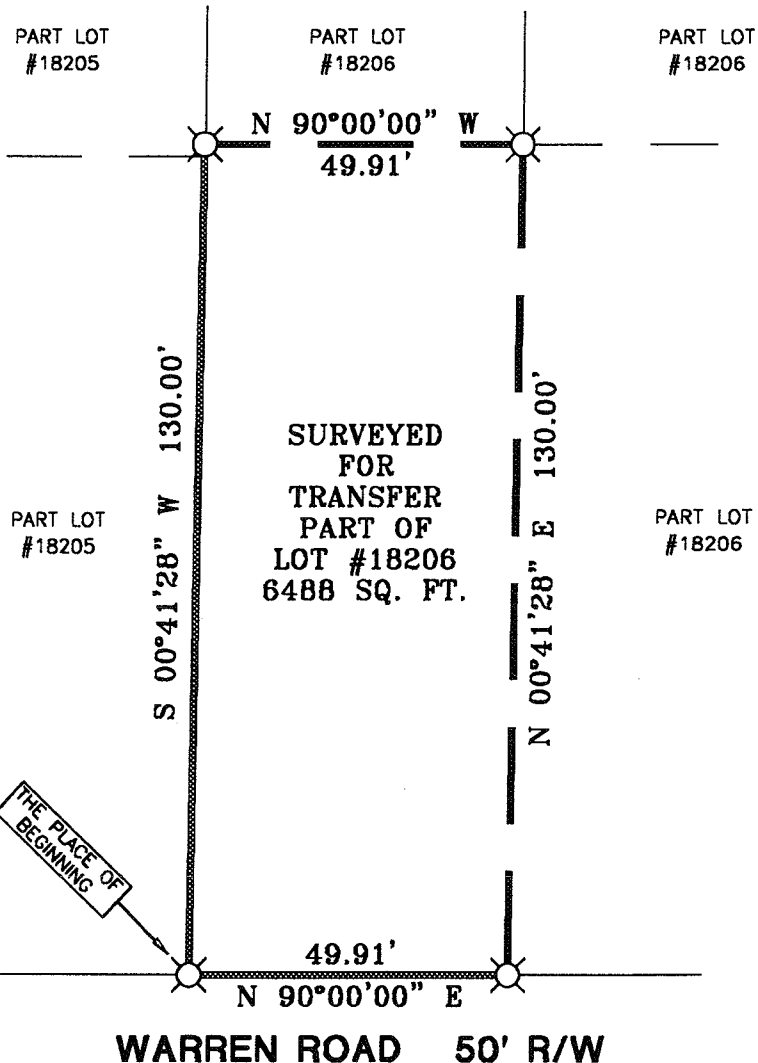 PART LOT
#18205
PART LOT
#18206
PART LOT
#18206
N 90°00'00" W
49.91'
S 00°41'28" W 130.00'
N 00°41'28" E 130.00'
SURVEYED
FOR
TRANSFER
PART OF
LOT #18206
6488 SQ. FT.
PART LOT
#18205
PART LOT
#18206
THE PLACE OF
BEGINNING
49.91'
N 90°00'00" E
WARREN ROAD 50' R/W